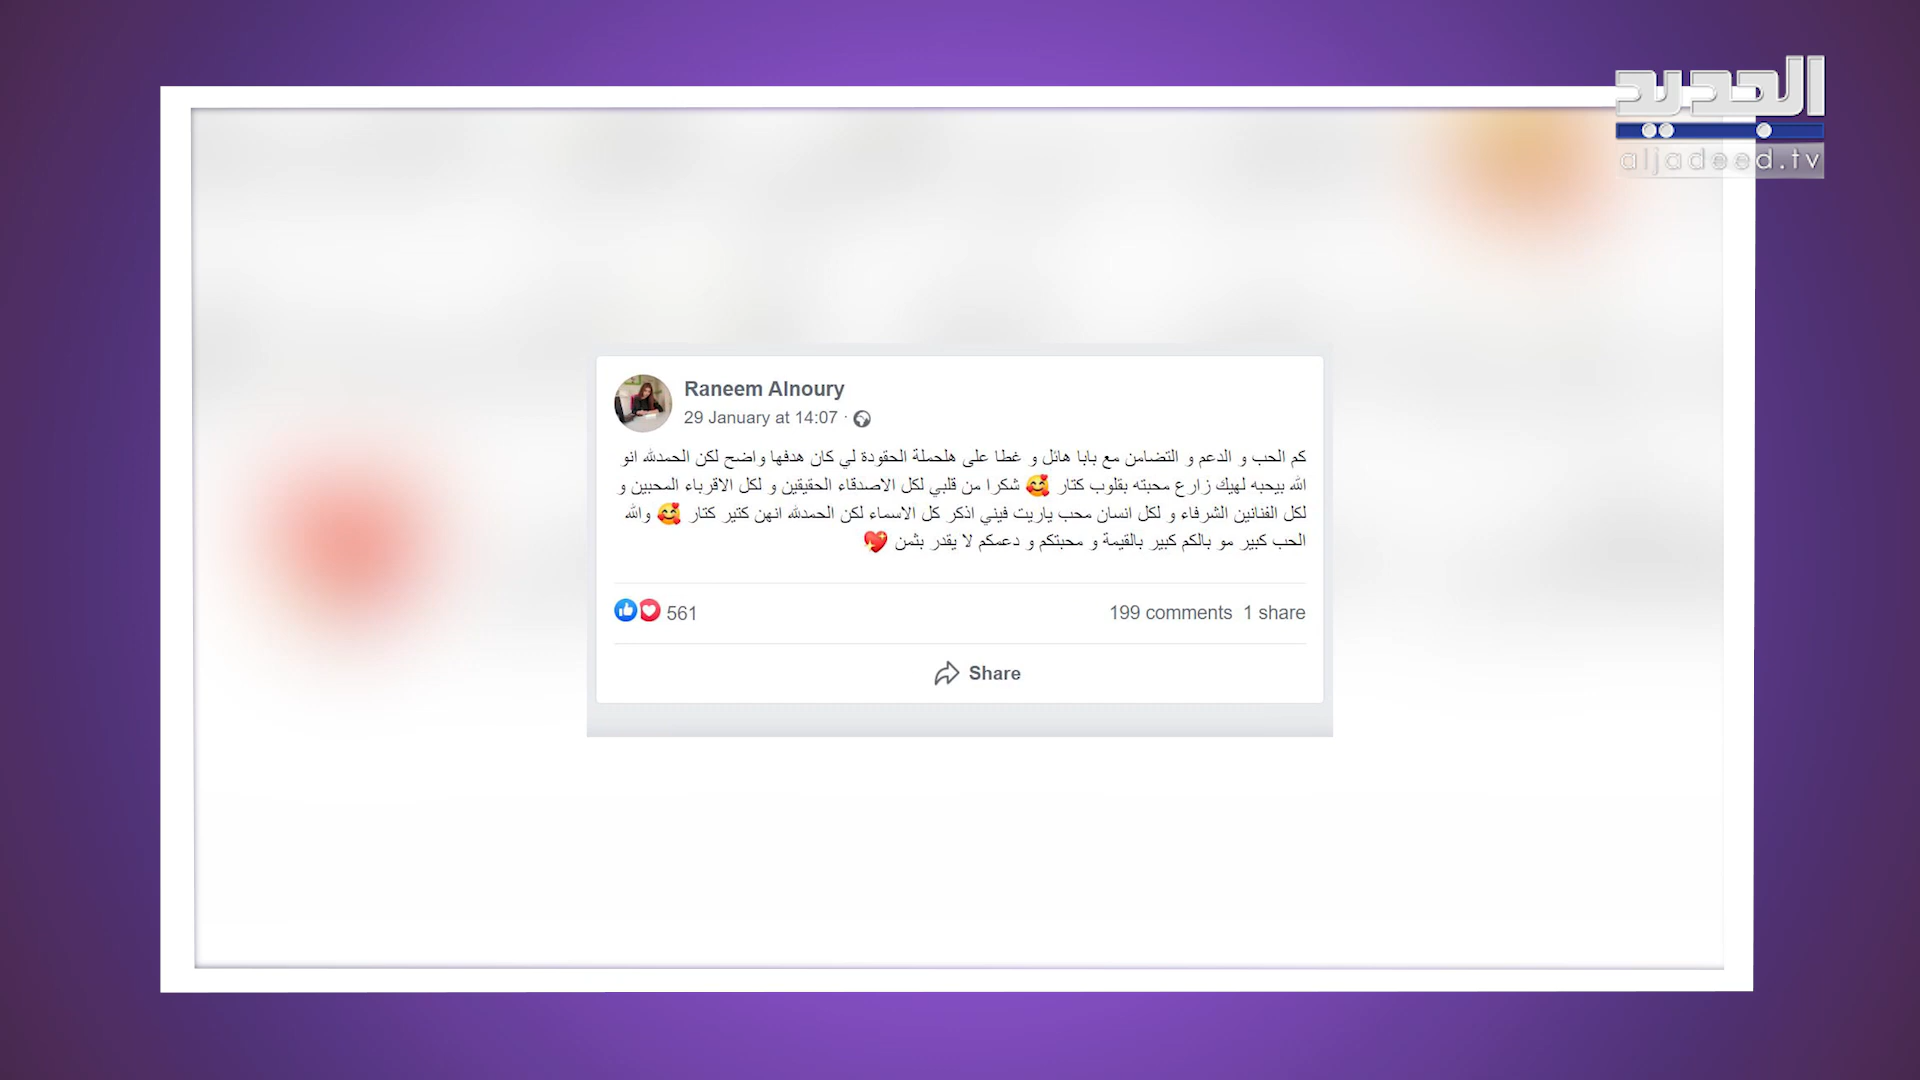 الجديد
aljadeed.tv
Raneem Alnoury
29 January at 14:07 ·
كم الحب و الدعم و التضامن مع بابا هائل و غطا على هلحملة الحقودة لي كان هدفها واضح لكن الحمدلله انو
الله بيحبه لهيك زارع محبته بقلوب كتار 🥰 شكرا من قلبي لكل الاصدقاء الحقيقين و لكل الاقرباء المحبين و
لكل الفنانين الشرفاء و لكل انسان محب ياريت فيني اذكر كل الاسماء لكن الحمدلله انهن كتير كتار 🥰 والله
الحب كبير مو بالكم كبير بالقيمة و محبتكم و دعمكم لا يقدر بثمن 💖
561
199 comments 1 share
Share